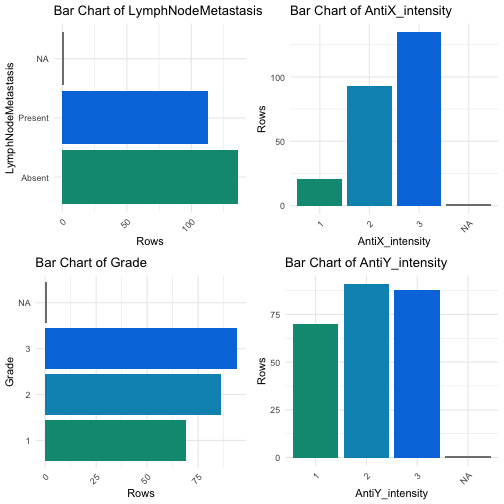 Bar Chart of LymphNodeMetastasis
LymphNodeMetastasis
NA
Present
Absent
0
50
100
Rows
Bar Chart of AntiX_intensity
Rows
100
50
0
1
2
3
NA
AntiX_intensity
Bar Chart of Grade
Grade
NA
3
2
1
0
25
50
75
Rows
Bar Chart of AntiY_intensity
Rows
75
50
25
0
1
2
3
NA
AntiY_intensity